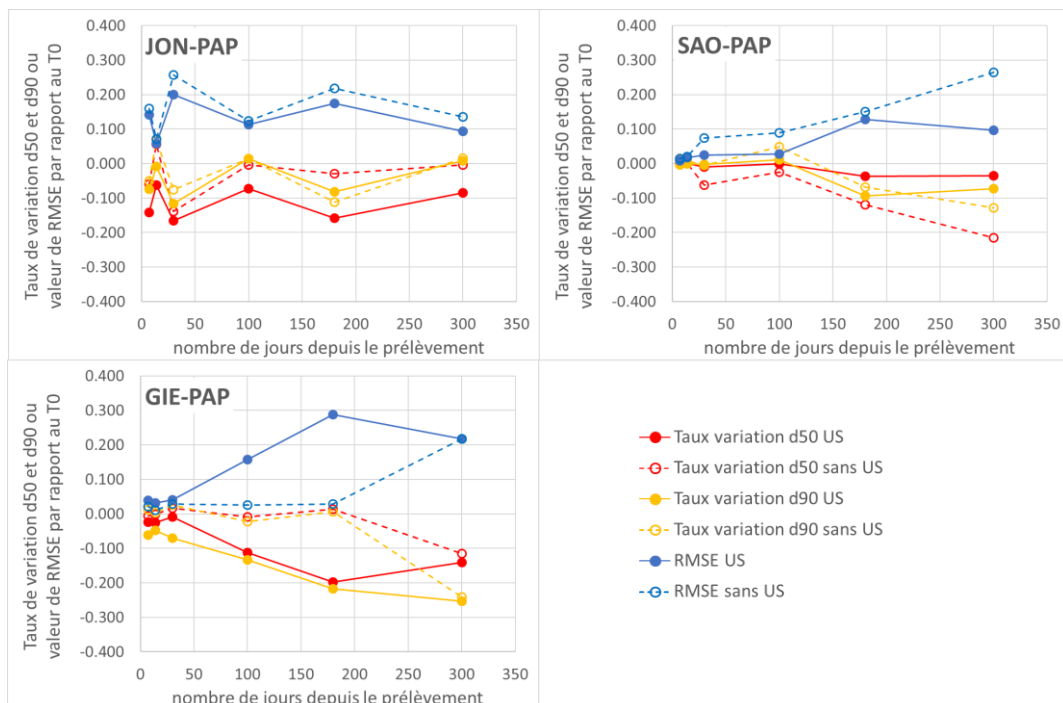 Taux de variation d50 et d90 ou
valeur de RMSE par rapport au T0
0.400
0.300
0.200
0.100
0.000
-0.100
-0.200
-0.300
-0.400
JON-PAP
0 50 100 150 200 250 300 350
nombre de jours depuis le prélèvement
Taux de variation d50 et d90 ou
valeur de RMSE par rapport au T0
0.400
0.300
0.200
0.100
0.000
-0.100
-0.200
-0.300
-0.400
SAO-PAP
0 50 100 150 200 250 300 350
nombre de jours depuis le prélèvement
Taux de variation d50 et d90 ou
valeur de RMSE par rapport au T0
0.400
0.300
0.200
0.100
0.000
-0.100
-0.200
-0.300
-0.400
GIE-PAP
0 50 100 150 200 250 300 350
nombre de jours depuis le prélèvement
Taux variation d50 US
Taux variation d50 sans US
Taux variation d90 US
Taux variation d90 sans US
RMSE US
RMSE sans US